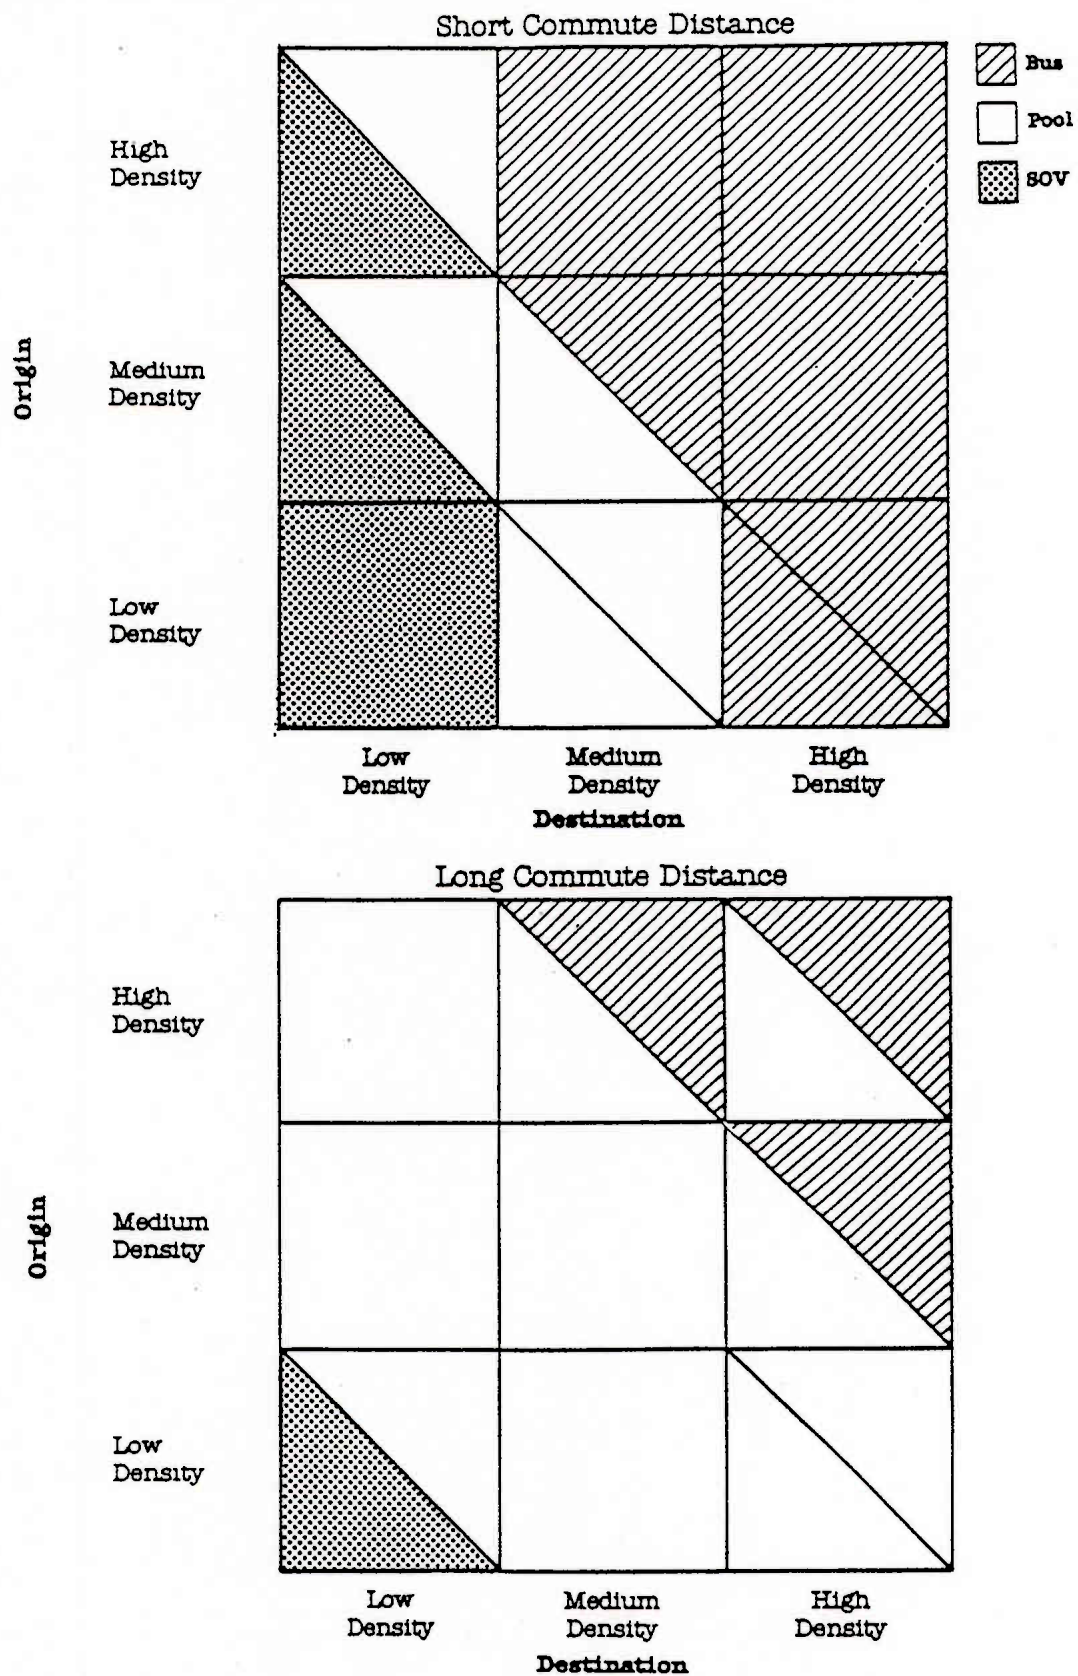 Short Commute Distance
Bus
Pool
SOV
High
Density
Medium
Density
Low
Density
Origin
Low
Density
Medium
Density
High
Density
Destination
Long Commute Distance
High
Density
Medium
Density
Low
Density
Origin
Low
Density
Medium
Density
High
Density
Destination